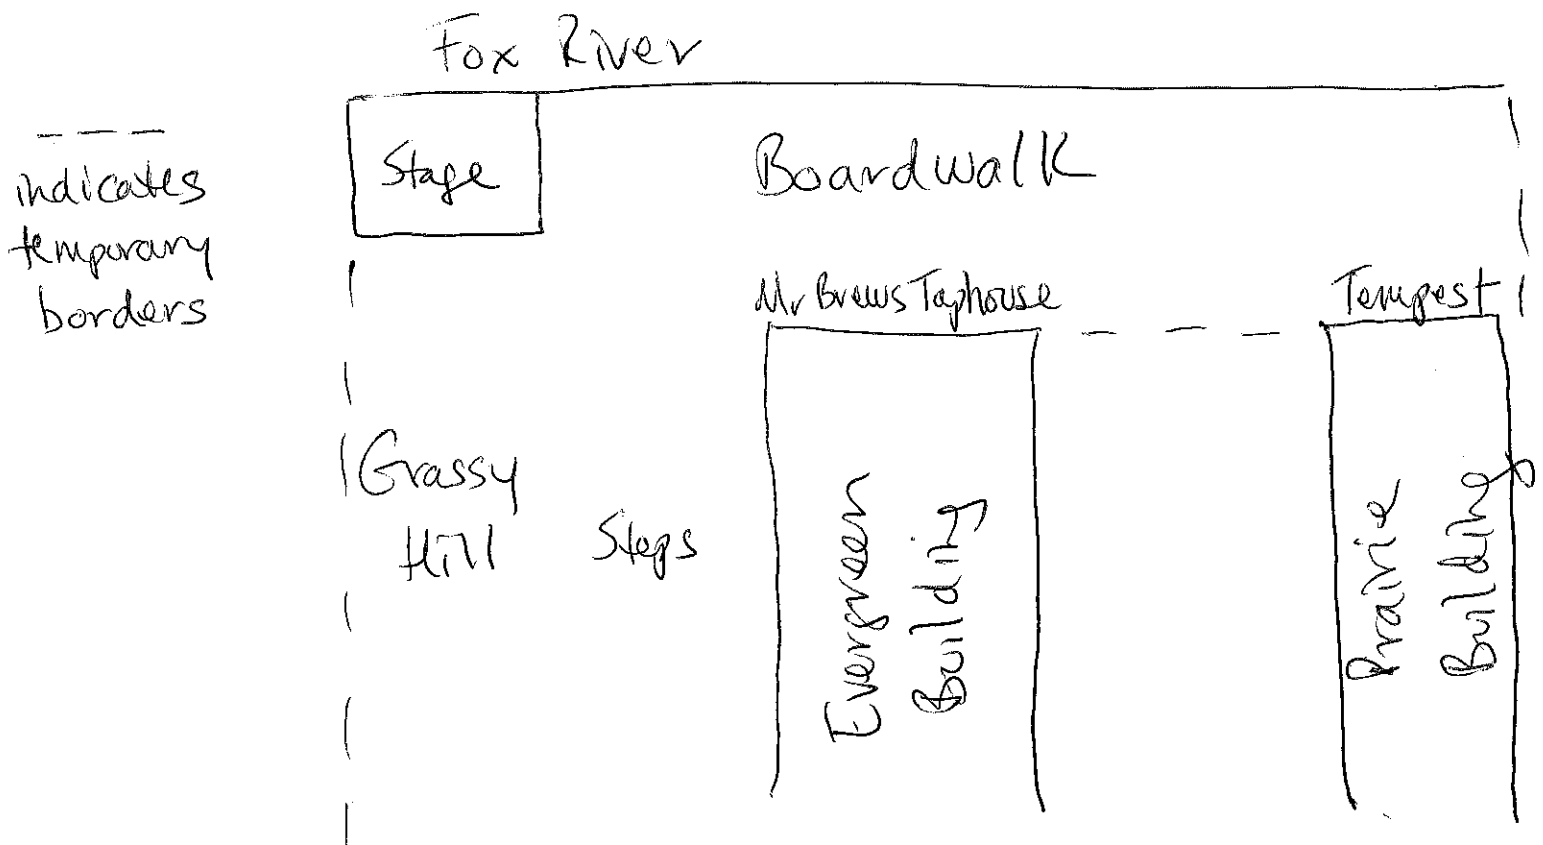 Fox River
Stage
Boardwalk
indicates
temporary
borders
Mr Brews Taphouse
Tempest
Grassy
Hill
Steps
Evergreen
Building
Prairie
Building